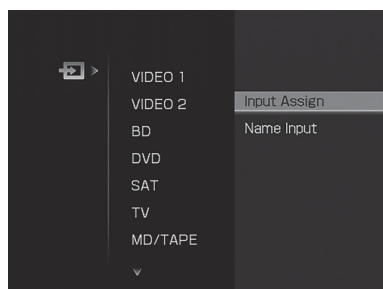 VIDEO 1
VIDEO 2
BD
DVD
SAT
TV
MD/TAPE
Input Assign
Name Input